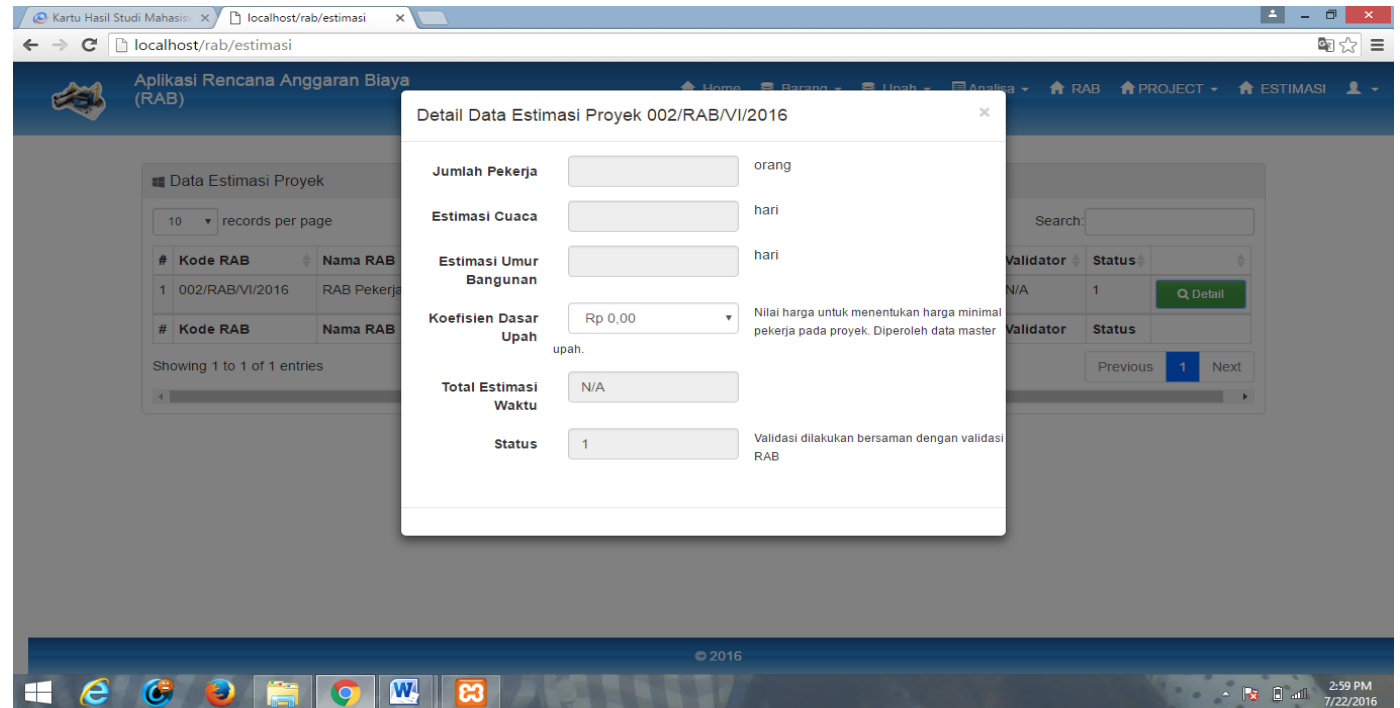 Kartu Hasil Studi Mahasis
localhost/rab/estimasi
localhost/rab/estimasi
Aplikasi Rencana Anggaran Biaya
(RAB)
Home Barang Upah Analisa RAB PROJECT ESTIMASI
Detail Data Estimasi Proyek 002/RAB/VI/2016 ×
Jumlah Pekerja orang
Estimasi Cuaca hari
Estimasi Umur Bangunan hari
Koefisien Dasar Upah Rp 0,00 Nilai harga untuk menentukan harga minimal
pekerja pada proyek. Diperoleh data master
upah.
Total Estimasi Waktu N/A
Status 1 Validasi dilakukan bersaman dengan validasi
RAB
Data Estimasi Proyek
10 records per page Search:
# Kode RAB Nama RAB Validator Status
1 002/RAB/VI/2016 RAB Pekerja N/A 1 Detail
# Kode RAB Nama RAB Validator Status
Showing 1 to 1 of 1 entries Previous 1 Next
© 2016
2:59 PM
7/22/2016